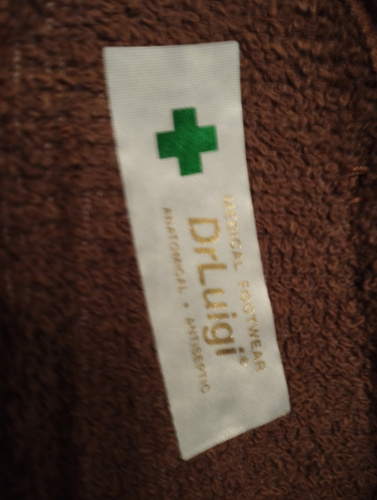 MEDICAL FOOTWEAR
DrLuigi®
ANATOMICAL • ANTISEPTIC